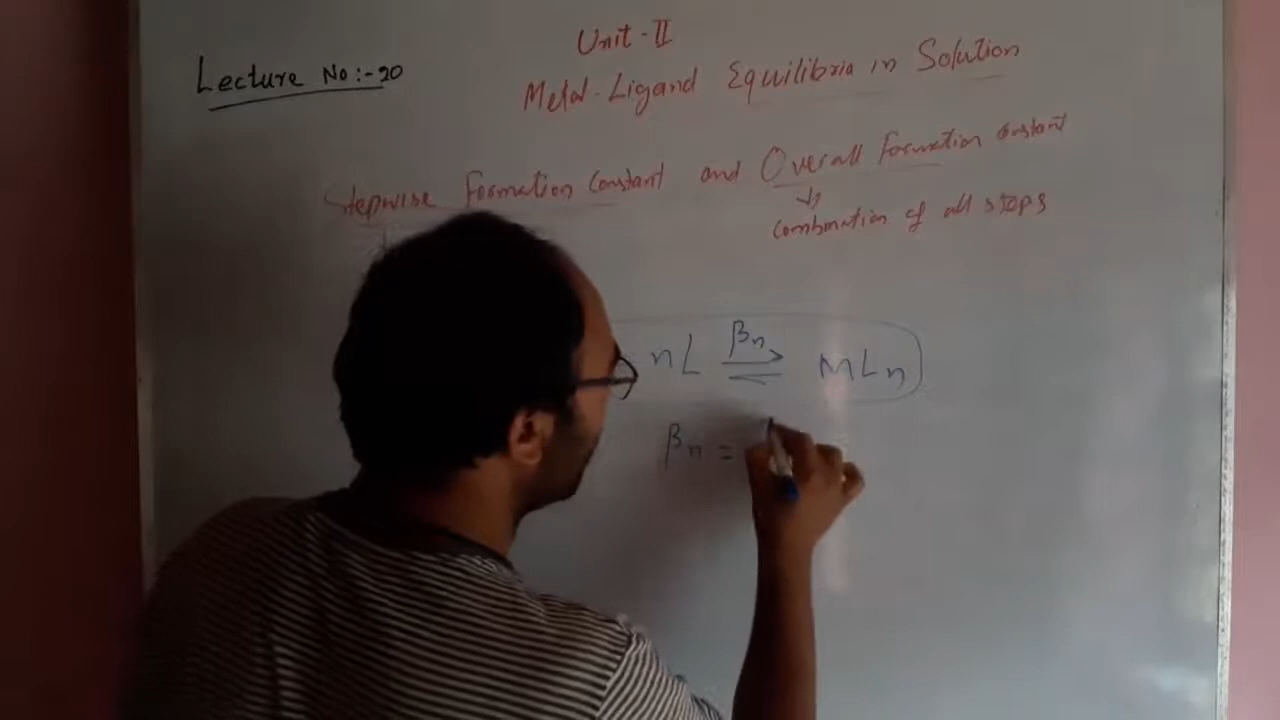 Unit - II
Lecture No :- 20
Metal - Ligand Equilibria in Solution
Stepwise Formation Constant and Overall formation constant
Combination of all steps
nL βn ⇌ MLn
βn =